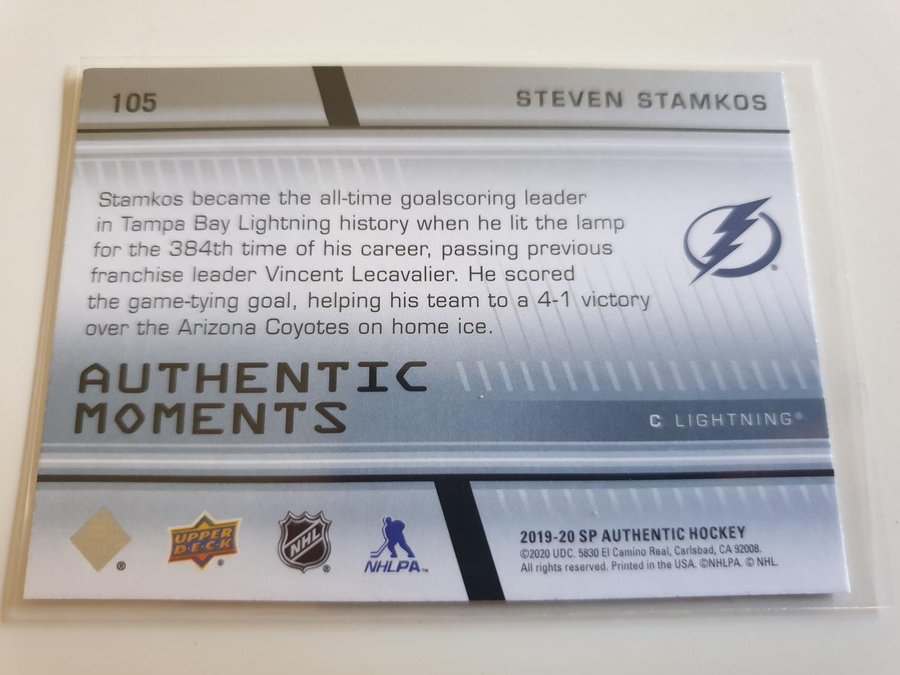 105
STEVEN STAMKOS
Stamkos became the all-time goalscoring leader
in Tampa Bay Lightning history when he lit the lamp
for the 384th time of his career, passing previous
franchise leader Vincent Lecavalier. He scored
the game-tying goal, helping his team to a 4-1 victory
over the Arizona Coyotes on home ice.
AUTHENTIC
MOMENTS
C LIGHTNING®
®
UPPER
DECK
®
NHL
®
NHLPA™
2019-20 SP AUTHENTIC HOCKEY
©2020 UDC. 5830 El Camino Real, Carlsbad, CA 92008.
All rights reserved. Printed in the USA. ©NHLPA. © NHL.